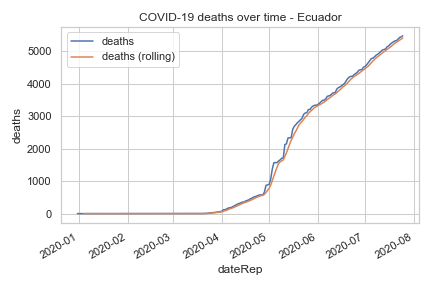 COVID-19 deaths over time - Ecuador
deaths
deaths (rolling)
5000
4000
3000
2000
1000
0
deaths
2020-01
2020-02
2020-03
2020-04
2020-05
2020-06
2020-07
2020-08
dateRep